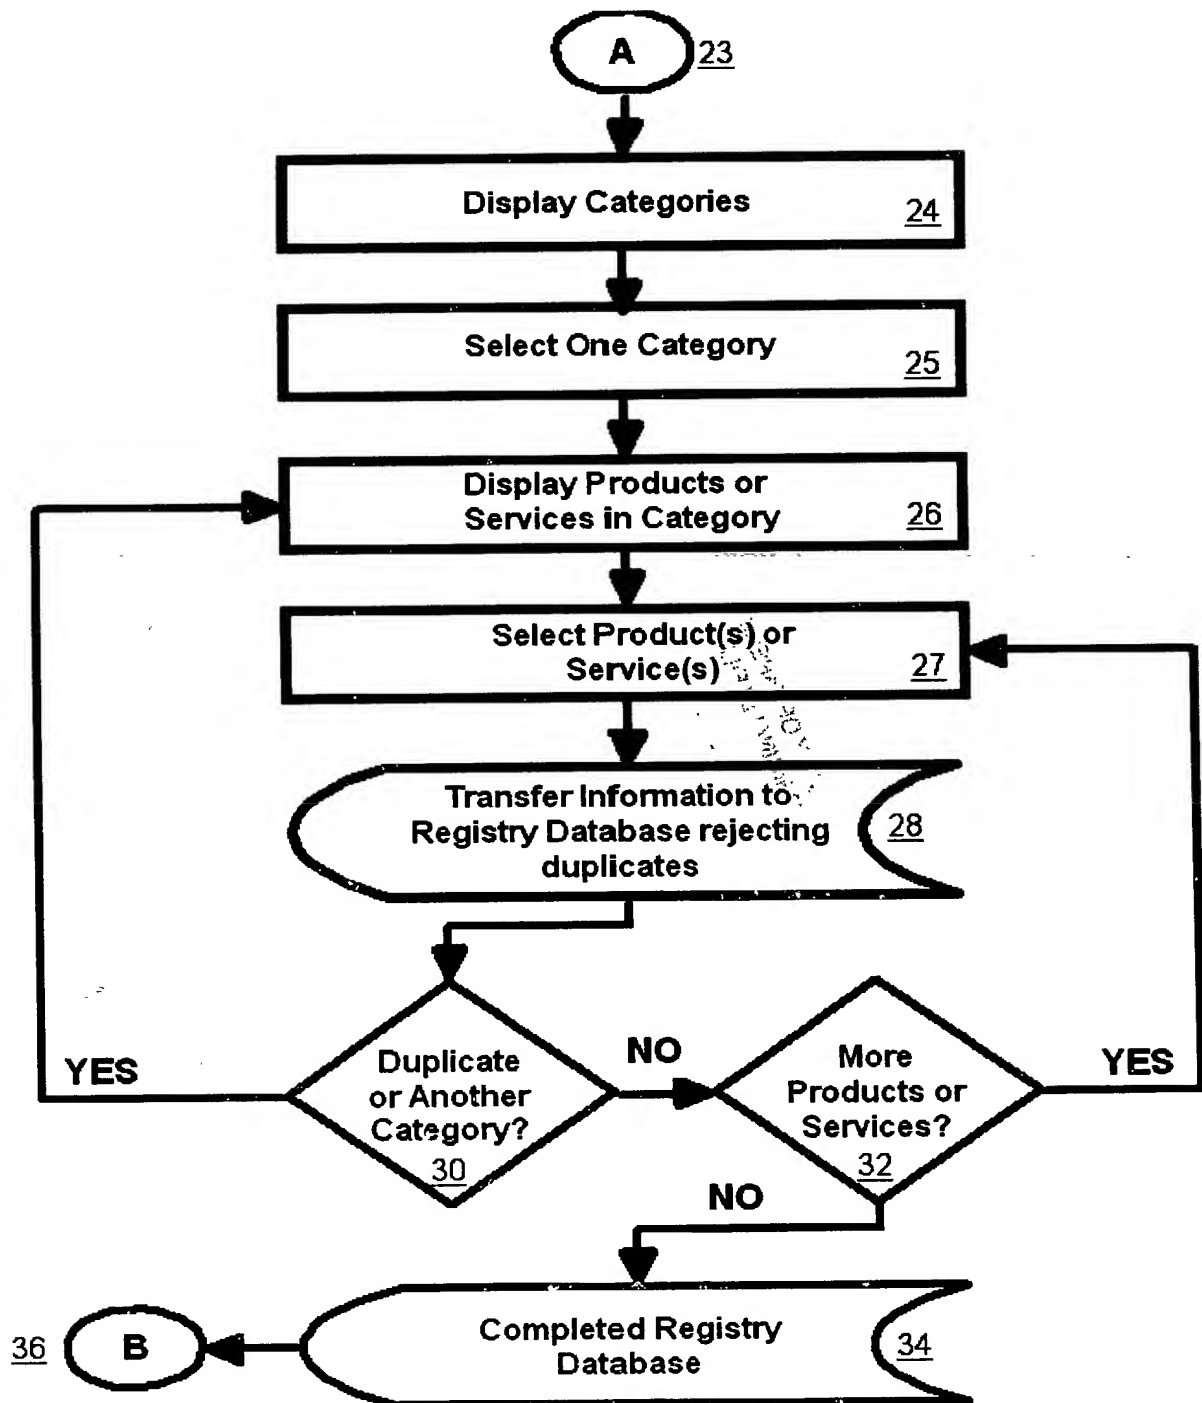 A 23
Display Categories
24
Select One Category
25
Display Products or
Services in Category
26
Select Product(s) or
Service(s)
27
Transfer Information to
Registry Database rejecting
duplicates
28
YES
Duplicate
or Another
Category?
30
NO
More
Products or
Services?
32
YES
NO
Completed Registry
Database
34
36 B